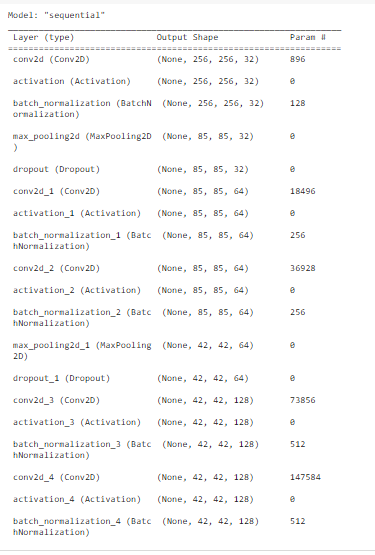 Model: "sequential"
Layer (type) Output Shape Param #
conv2d (Conv2D) (None, 256, 256, 32) 896
activation (Activation) (None, 256, 256, 32) 0
batch_normalization (BatchN (None, 256, 256, 32) 128
ormalization)
max_pooling2d (MaxPooling2D (None, 85, 85, 32) 0
)
dropout (Dropout) (None, 85, 85, 32) 0
conv2d_1 (Conv2D) (None, 85, 85, 64) 18496
activation_1 (Activation) (None, 85, 85, 64) 0
batch_normalization_1 (Batc (None, 85, 85, 64) 256
hNormalization)
conv2d_2 (Conv2D) (None, 85, 85, 64) 36928
activation_2 (Activation) (None, 85, 85, 64) 0
batch_normalization_2 (Batc (None, 85, 85, 64) 256
hNormalization)
max_pooling2d_1 (MaxPooling (None, 42, 42, 64) 0
2D)
dropout_1 (Dropout) (None, 42, 42, 64) 0
conv2d_3 (Conv2D) (None, 42, 42, 128) 73856
activation_3 (Activation) (None, 42, 42, 128) 0
batch_normalization_3 (Batc (None, 42, 42, 128) 512
hNormalization)
conv2d_4 (Conv2D) (None, 42, 42, 128) 147584
activation_4 (Activation) (None, 42, 42, 128) 0
batch_normalization_4 (Batc (None, 42, 42, 128) 512
hNormalization)